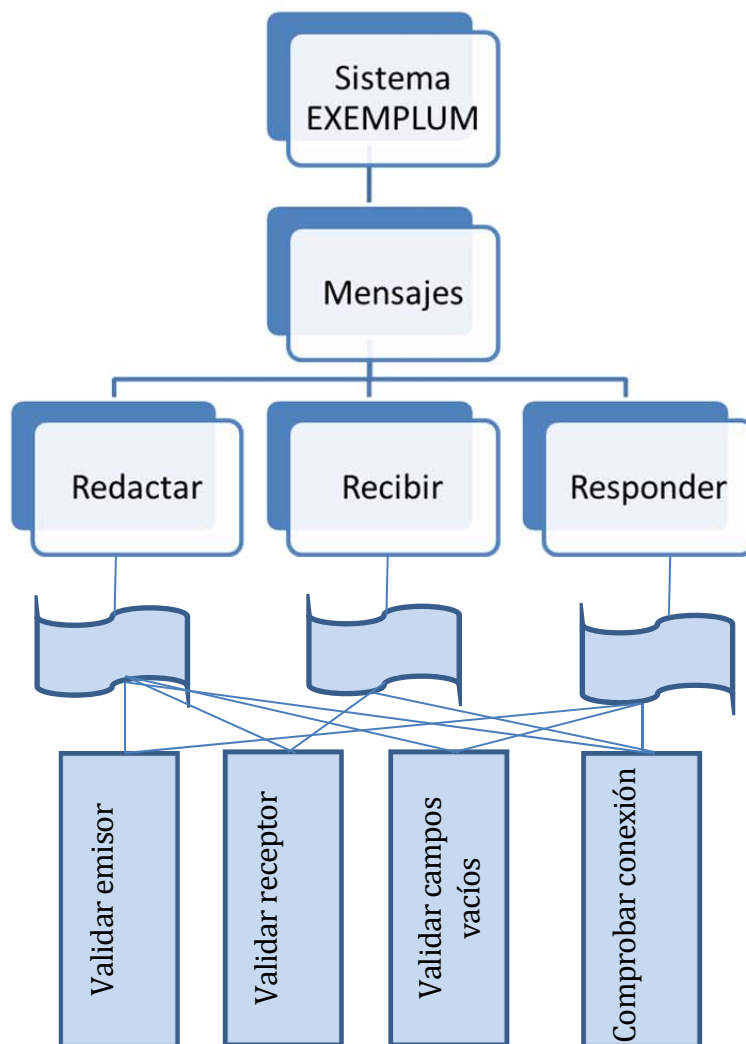 Sistema
EXEMPLUM
Mensajes
Redactar
Recibir
Responder
Validar emisor
Validar receptor
Validar campos
vacíos
Comprobar conexión